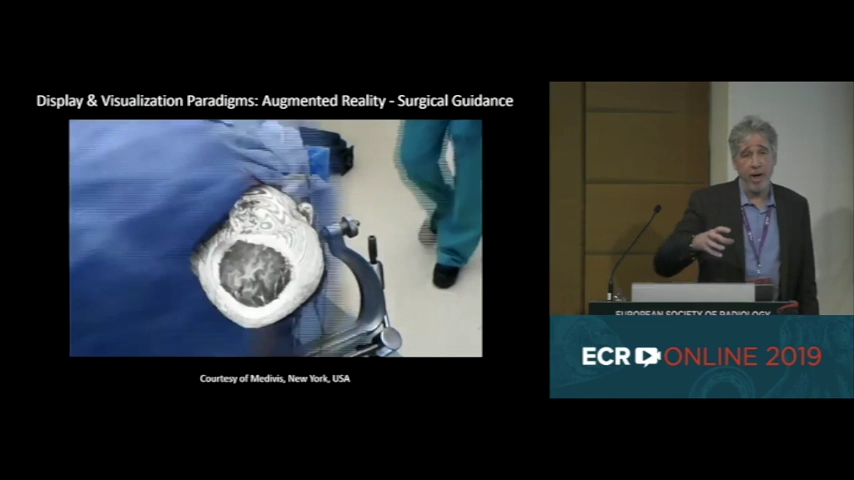 Display & Visualization Paradigms: Augmented Reality - Surgical Guidance
Courtesy of Medivis, New York, USA
EUROPEAN SOCIETY OF RADIOLOGY
ECR ONLINE 2019